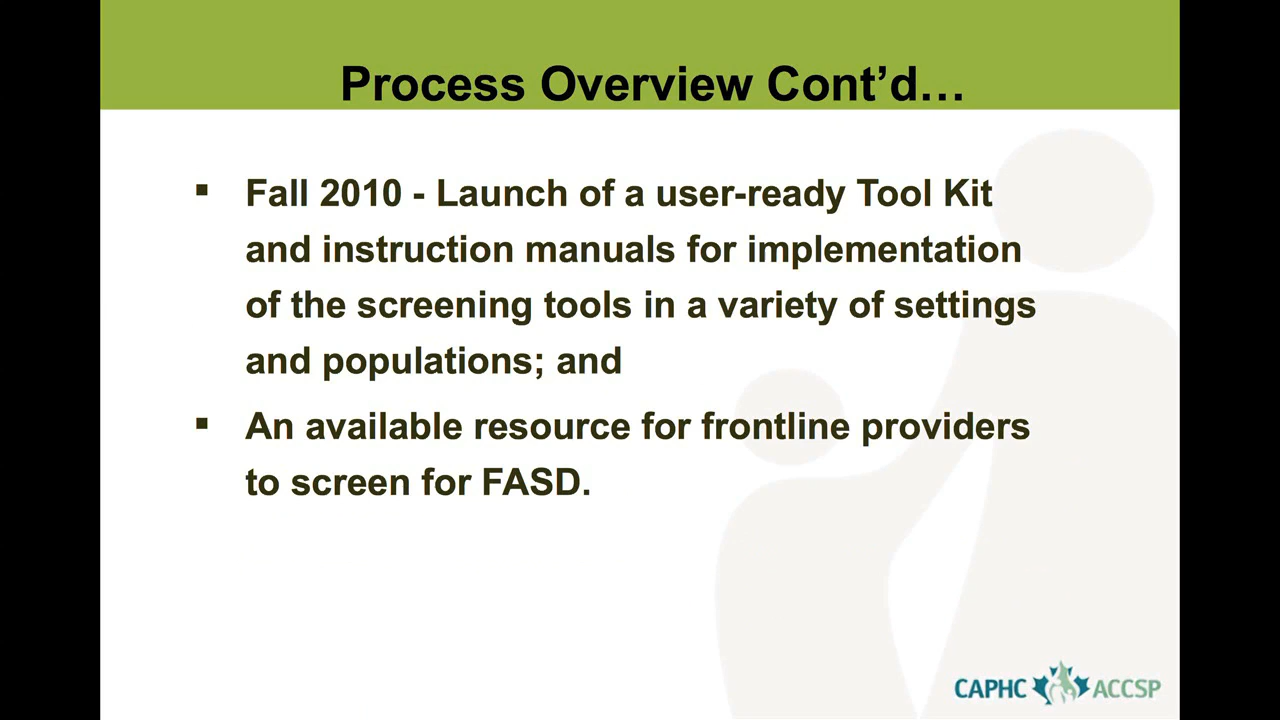 Process Overview Cont’d…
▪ Fall 2010 - Launch of a user-ready Tool Kit
and instruction manuals for implementation
of the screening tools in a variety of settings
and populations; and
▪ An available resource for frontline providers
to screen for FASD.
CAPHC ACCSP